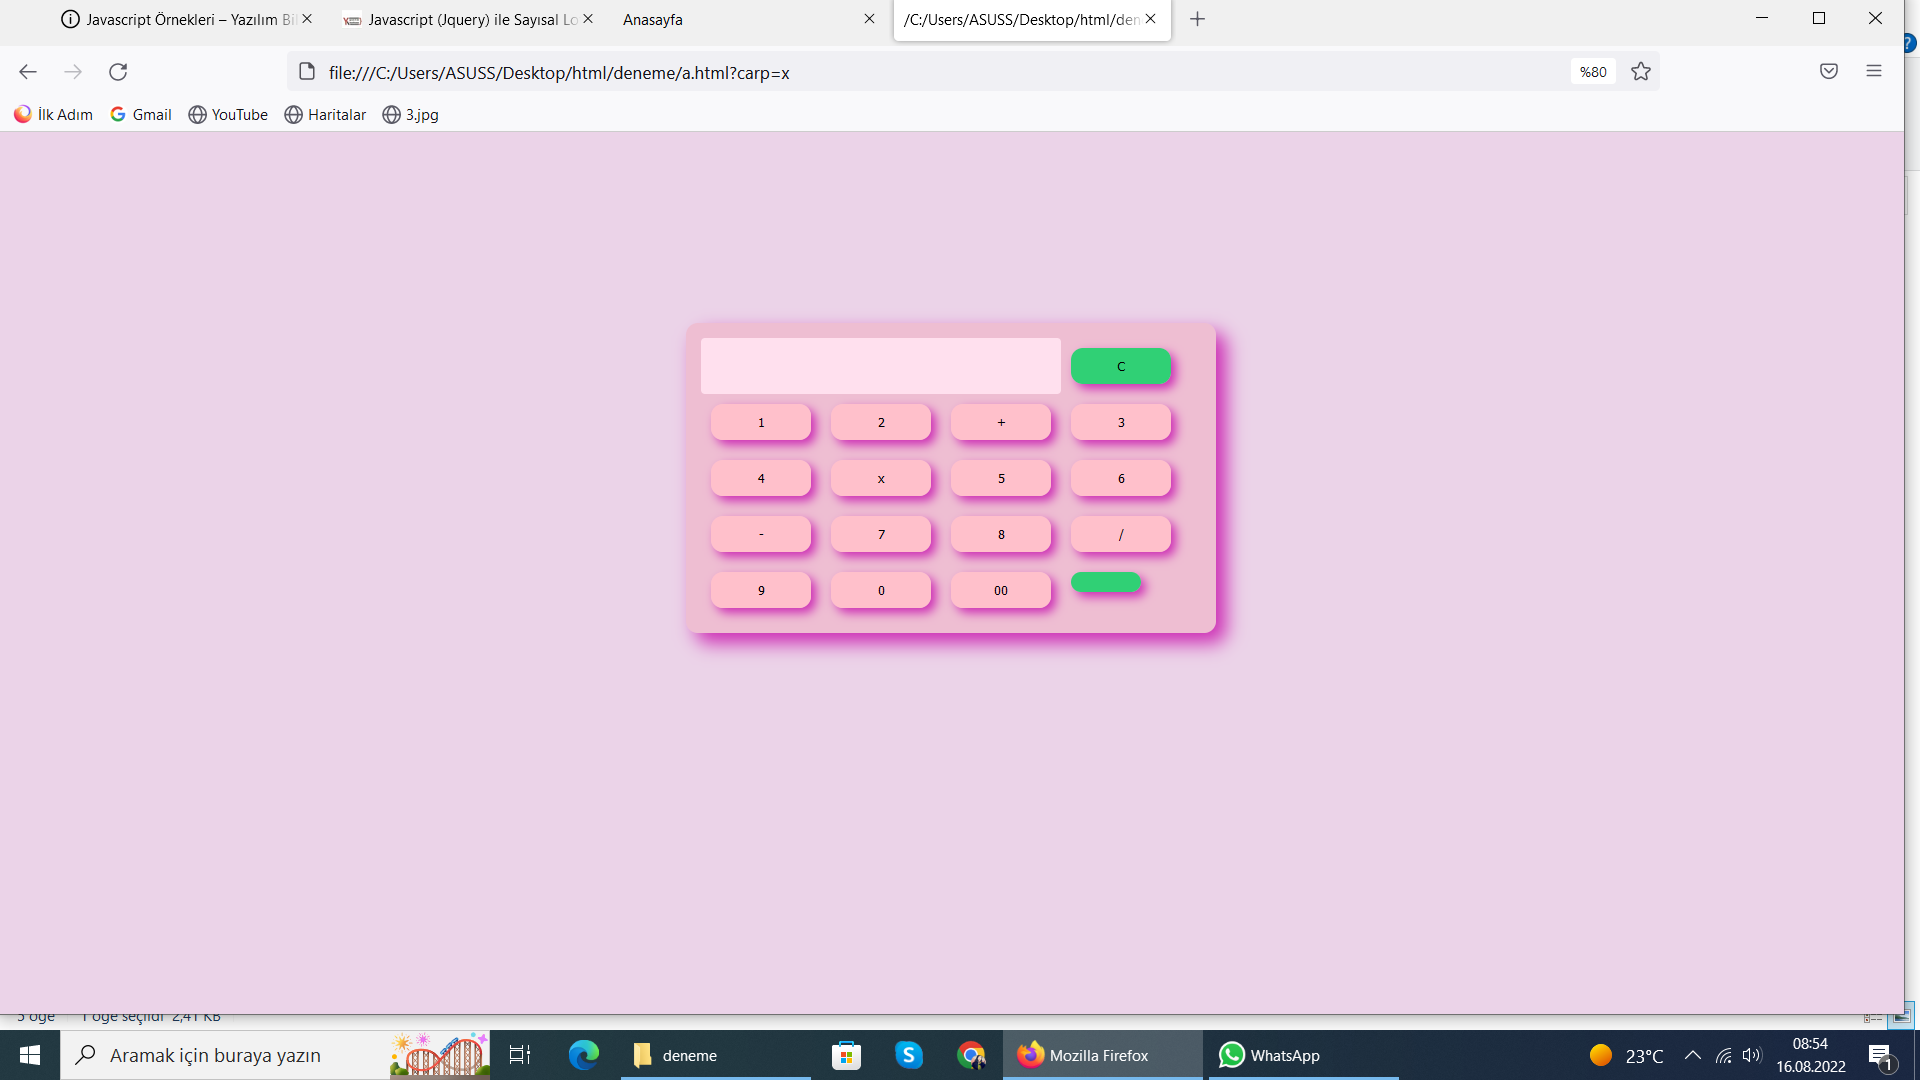 Javascript Örnekleri – Yazılım Bi
Javascript (Jquery) ile Sayısal Lo
Anasayfa
/C:/Users/ASUSS/Desktop/html/den
file:///C:/Users/ASUSS/Desktop/html/deneme/a.html?carp=x
%80
İlk Adım
Gmail
YouTube
Haritalar
3.jpg
C
1 2 + 3
4 x 5 6
- 7 8 /
9 0 00
5 öğe 1 öğe seçildi 2,41 KB
Aramak için buraya yazın
deneme
Mozilla Firefox
WhatsApp
23°C
08:54
16.08.2022
1